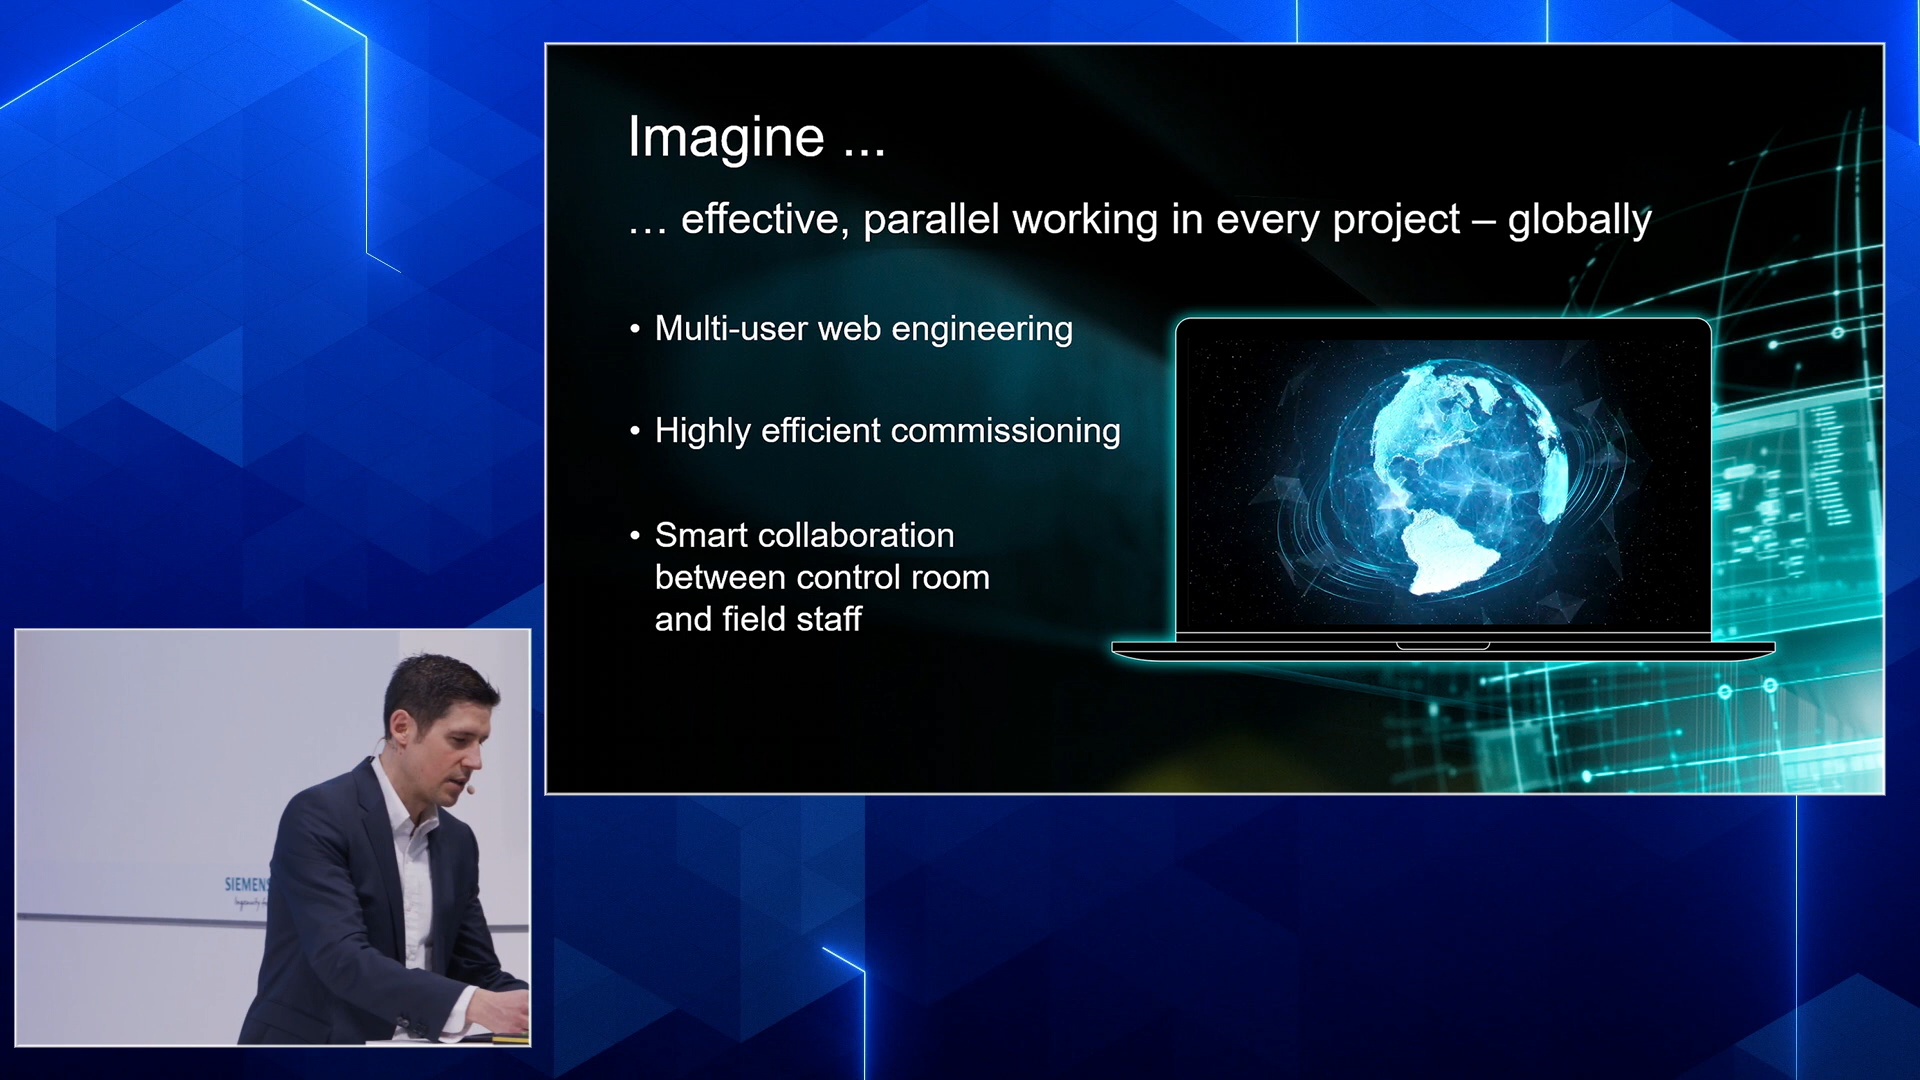 Imagine ...
… effective, parallel working in every project – globally
• Multi-user web engineering
• Highly efficient commissioning
• Smart collaboration
between control room
and field staff
SIEMENS